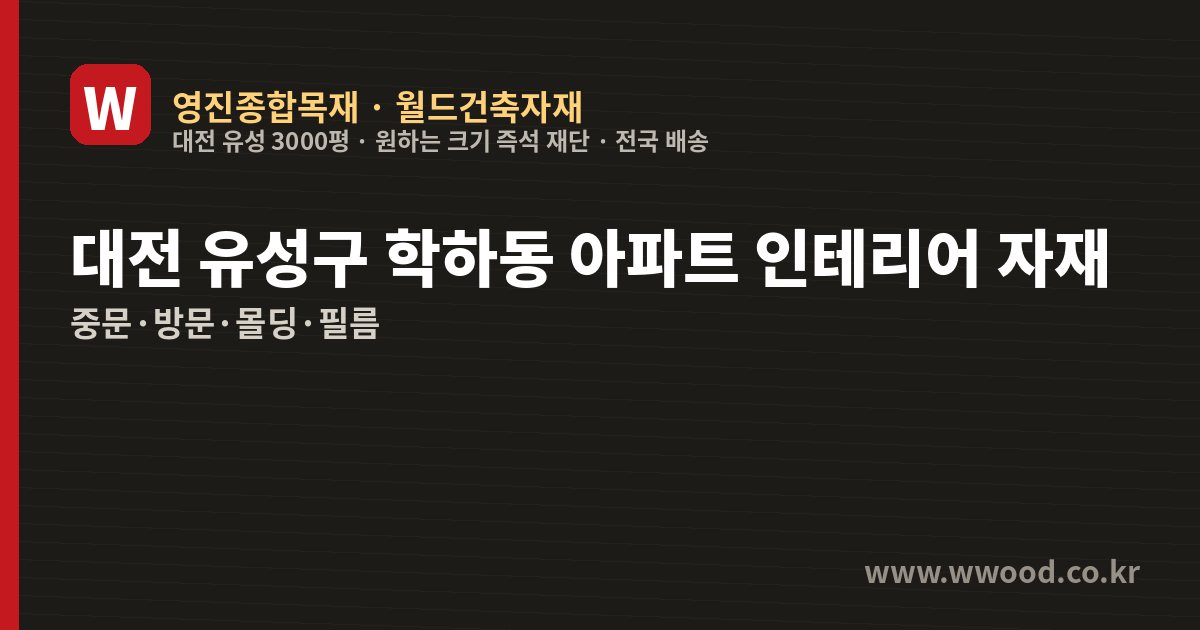 W
영진종합목재 · 월드건축자재
대전 유성 3000평 · 원하는 크기 즉석 재단 · 전국 배송
대전 유성구 학하동 아파트 인테리어 자재
중문·방문·몰딩·필름
www.wwood.co.kr